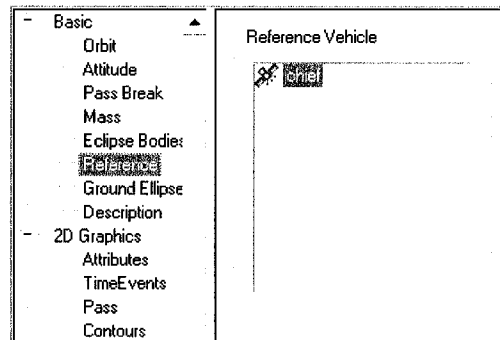 - Basic
Orbit
Attitude
Pass Break
Mass
Eclipse Bodies
Reference
Ground Ellipse
Description
- 2D Graphics
Attributes
TimeEvents
Pass
Contours
Reference Vehicle
chief